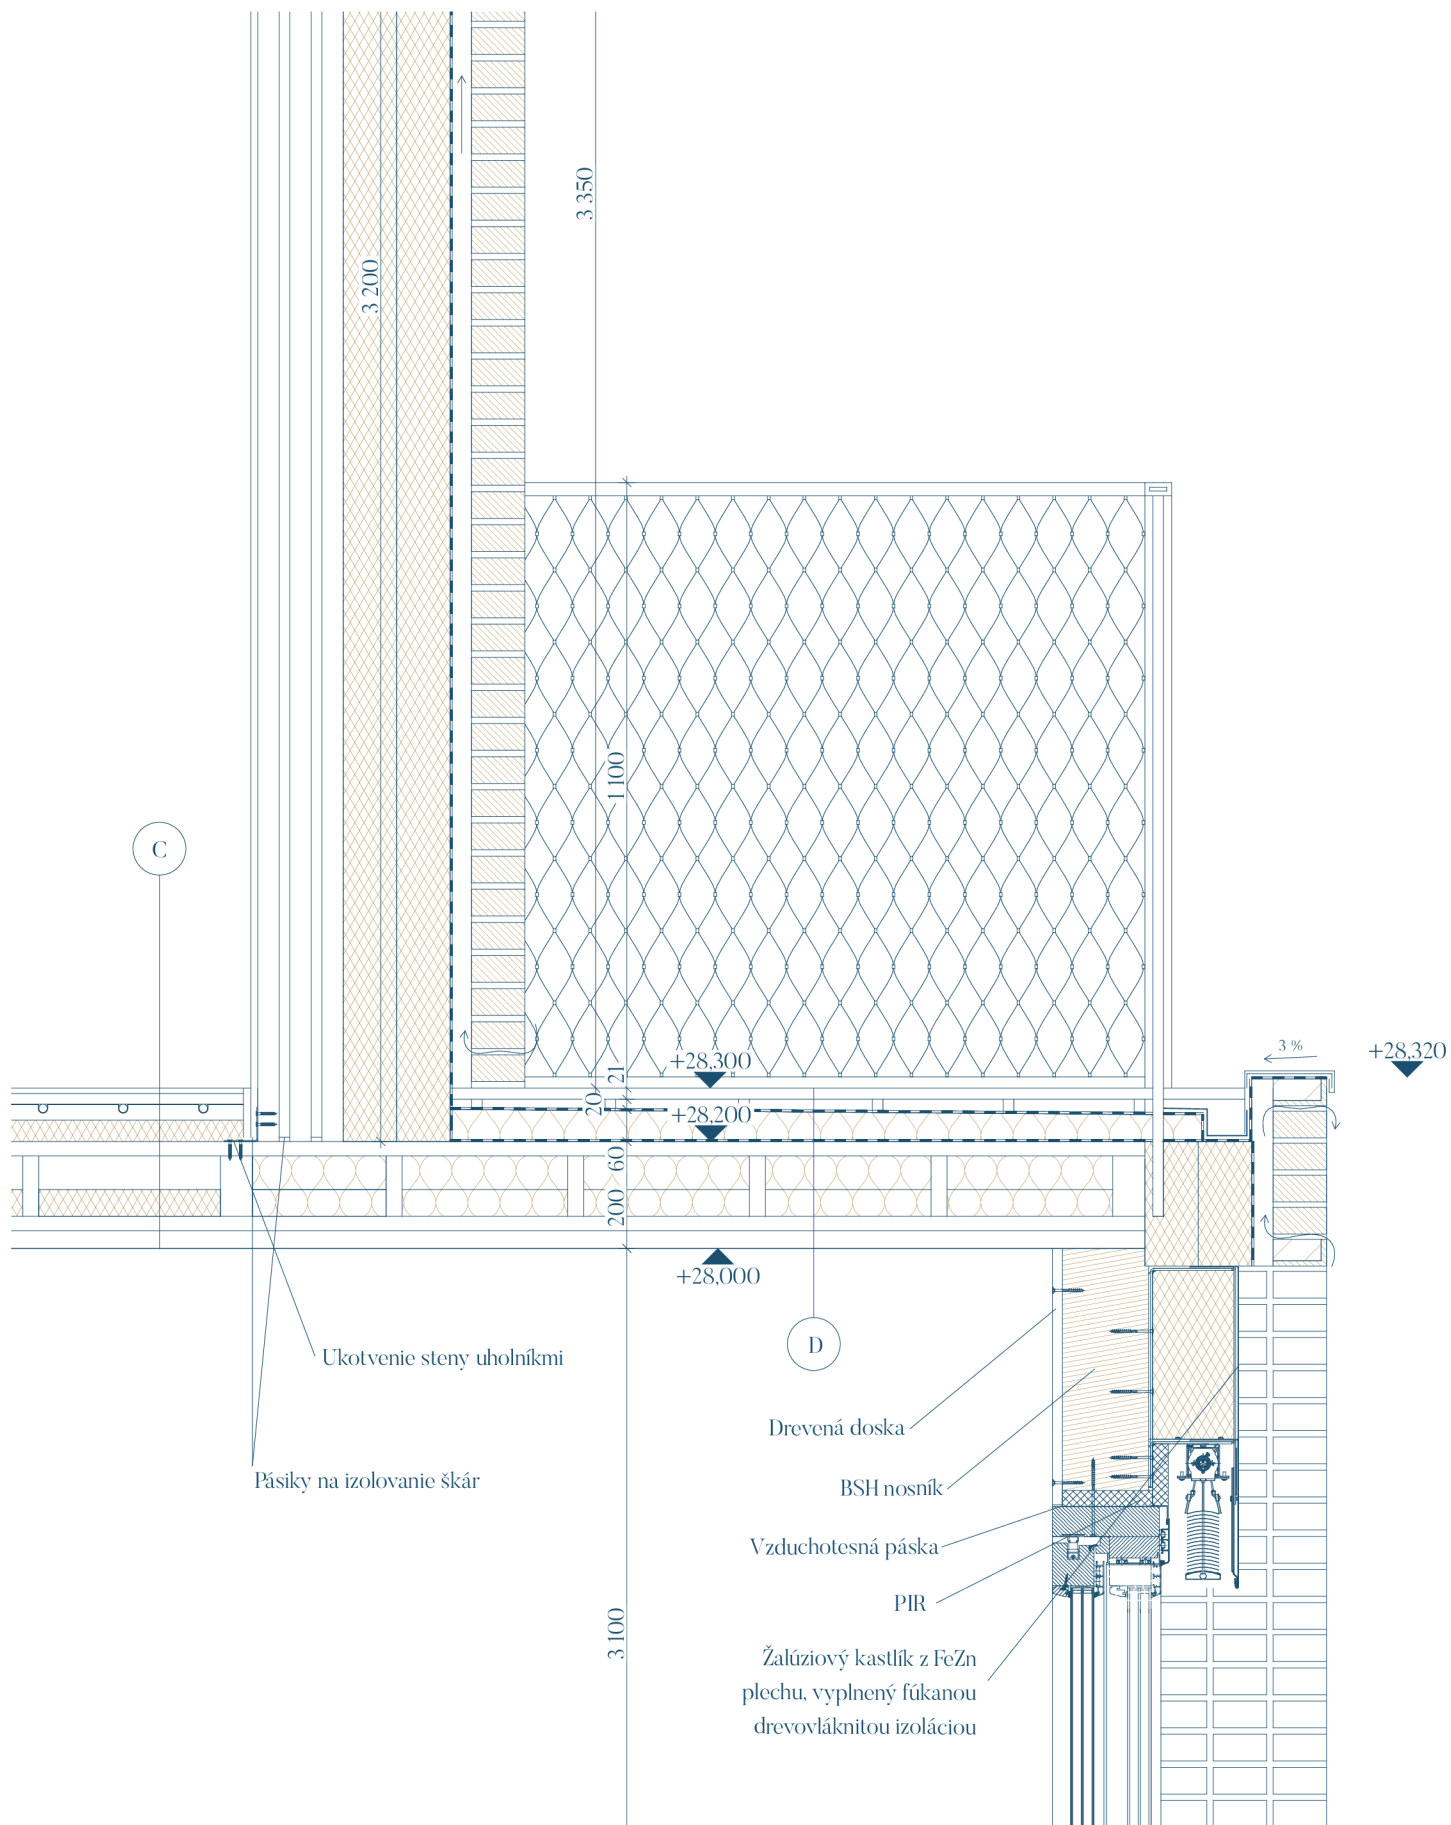 3 350
3 200
1 100
C
3 %
+28,320
+28,300
21
20
+28,200
60
200
+28,000
D
Ukotvenie steny uholníkmi
Drevená doska
Pásiky na izolovanie škár
BSH nosník
Vzduchotesná páska
PIR
3 100
Žalúziový kastlík z FeZn
plechu, vyplnený fúkanou
drevovláknitou izoláciou